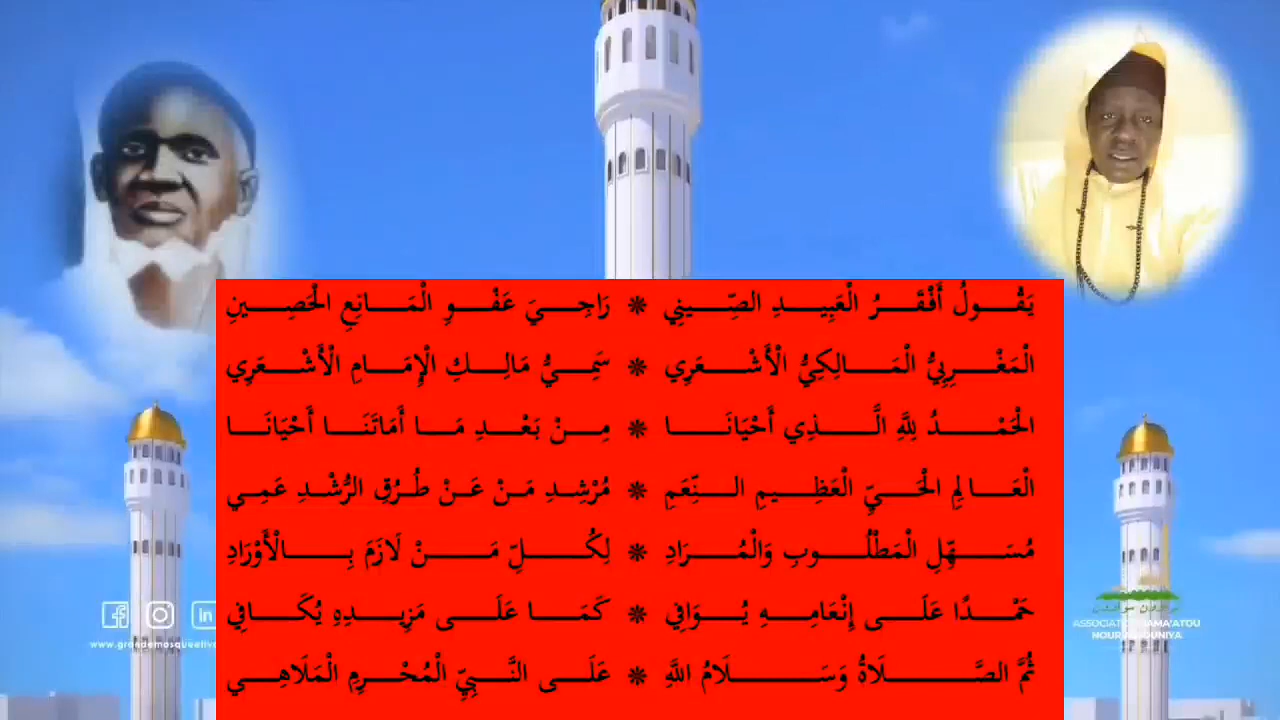 يَقُولُ أَفْقَرُ الْعَبِيدِ الصِّينِي ❋ رَاجِيَ عَفْوِ الْمَانِعِ الْحَصِينِ
الْمَغْرِبِيُّ الْمَالِكِيُّ الْأَشْعَرِي ❋ سَمِيُّ مَالِكِ الْإِمَامِ الْأَشْعَرِي
الْحَمْدُ لِلَّهِ الَّذِي أَحْيَانَا ❋ مِنْ بَعْدِ مَا أَمَاتَنَا أَحْيَانَا
الْعَالِمِ الْحَيِّ الْعَظِيمِ النِّعَمِ ❋ مُرْشِدِ مَنْ عَنْ طُرُقِ الرُّشْدِ عَمِي
مُسَهِّلِ الْمَطْلُوبِ وَالْمُرَادِ ❋ لِكُلِّ مَنْ لَازَمَ بِالْأَوْرَادِ
حَمْدًا عَلَى إِنْعَامِهِ يُوَافِي ❋ كَمَا عَلَى مَزِيدِهِ يُكَافِي
ثُمَّ الصَّلَاةُ وَسَلَامُ اللَّهِ ❋ عَلَى النَّبِيِّ الْمُحْرِمِ الْمَلَاهِي
in